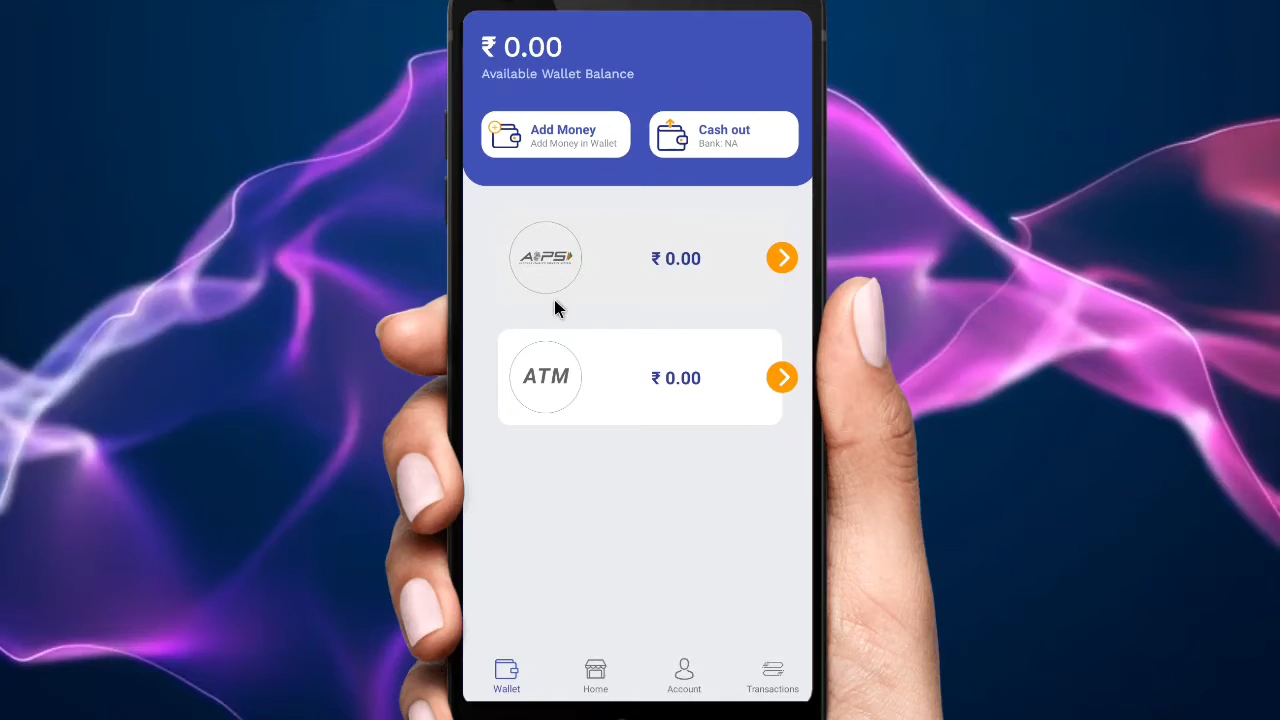 ₹ 0.00
Available Wallet Balance
Add Money
Add Money in Wallet
Cash out
Bank: NA
₹ 0.00
ATM
₹ 0.00
Wallet
Home
Account
Transactions